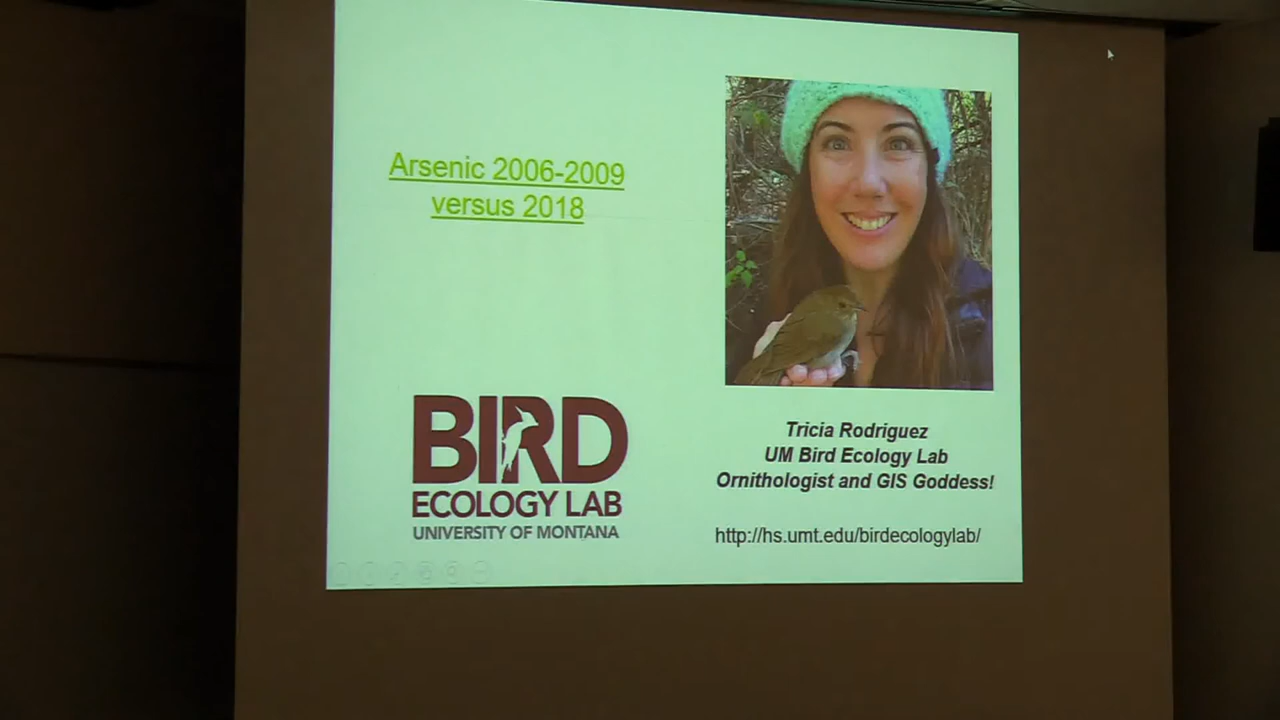 Arsenic 2006-2009
versus 2018
BIRD
ECOLOGY LAB
UNIVERSITY OF MONTANA
Tricia Rodriguez
UM Bird Ecology Lab
Ornithologist and GIS Goddess!
http://hs.umt.edu/birdecologylab/